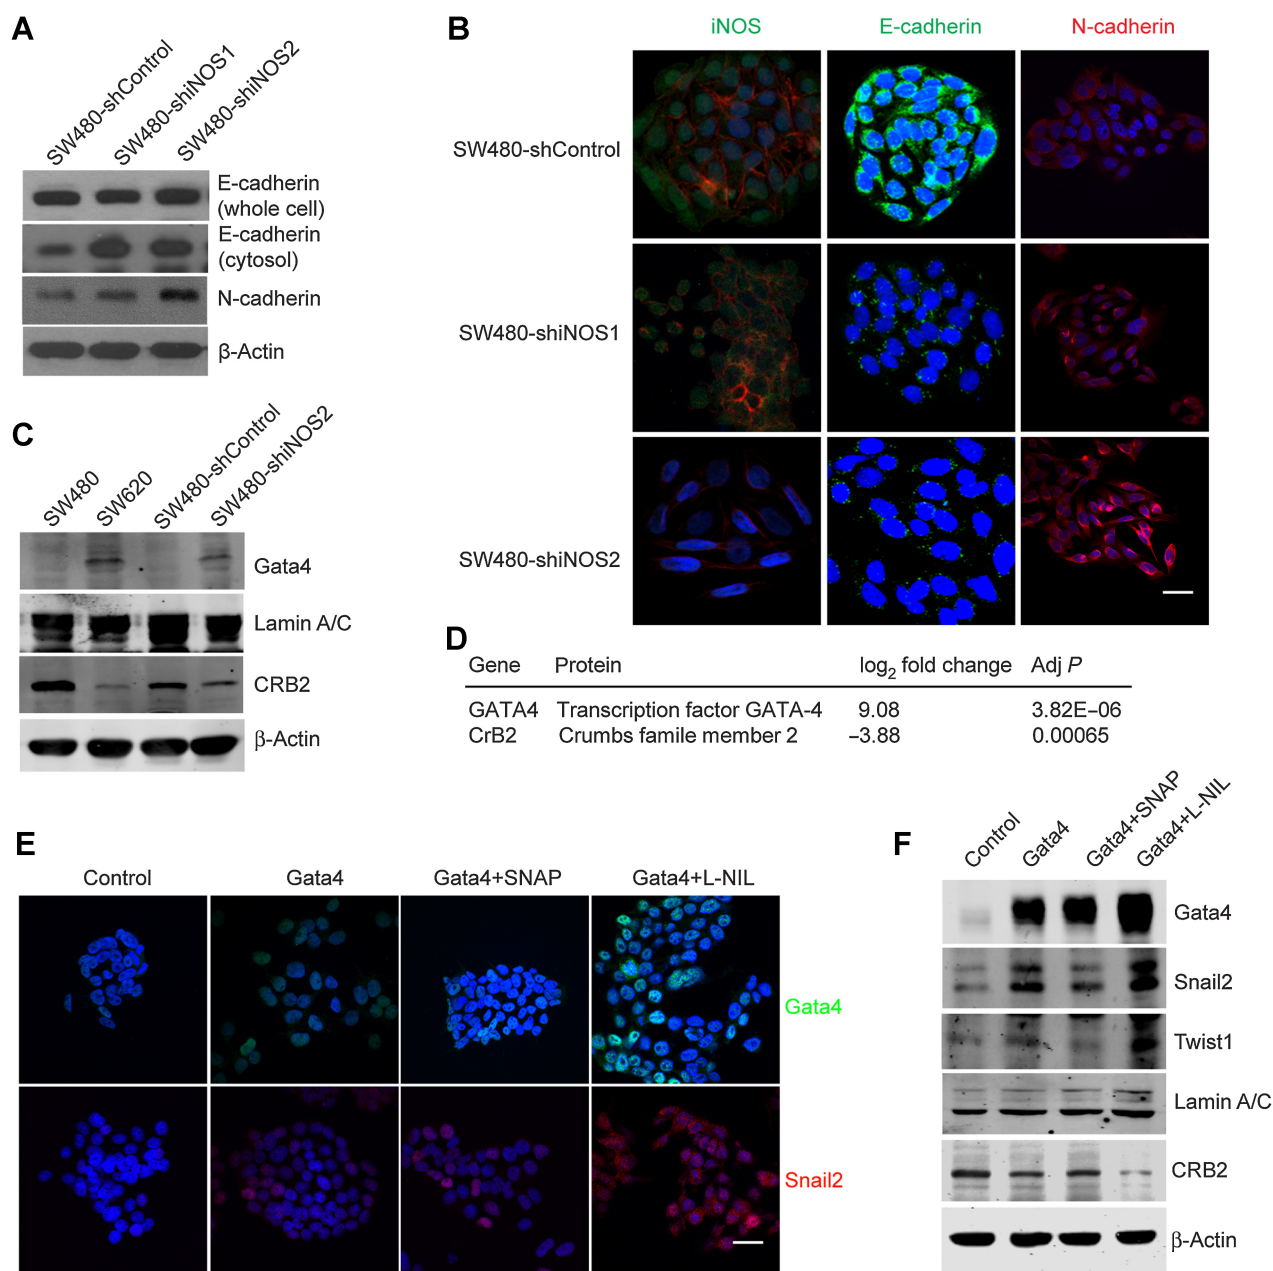 A
SW480-shControl
SW480-shiNOS1
SW480-shiNOS2
E-cadherin
(whole cell)
E-cadherin
(cytosol)
N-cadherin
β-Actin
B
iNOS
E-cadherin
N-cadherin
SW480-shControl
SW480-shiNOS1
SW480-shiNOS2
C
SW480
SW620
SW480-shControl
SW480-shiNOS2
Gata4
Lamin A/C
CRB2
β-Actin
D
Gene Protein log2 fold change Adj P
GATA4 Transcription factor GATA-4 9.08 3.82E–06
CrB2 Crumbs famile member 2 –3.88 0.00065
E
Control
Gata4
Gata4+SNAP
Gata4+L-NIL
Gata4
Snail2
F
Control
Gata4
Gata4+SNAP
Gata4+L-NIL
Gata4
Snail2
Twist1
Lamin A/C
CRB2
β-Actin